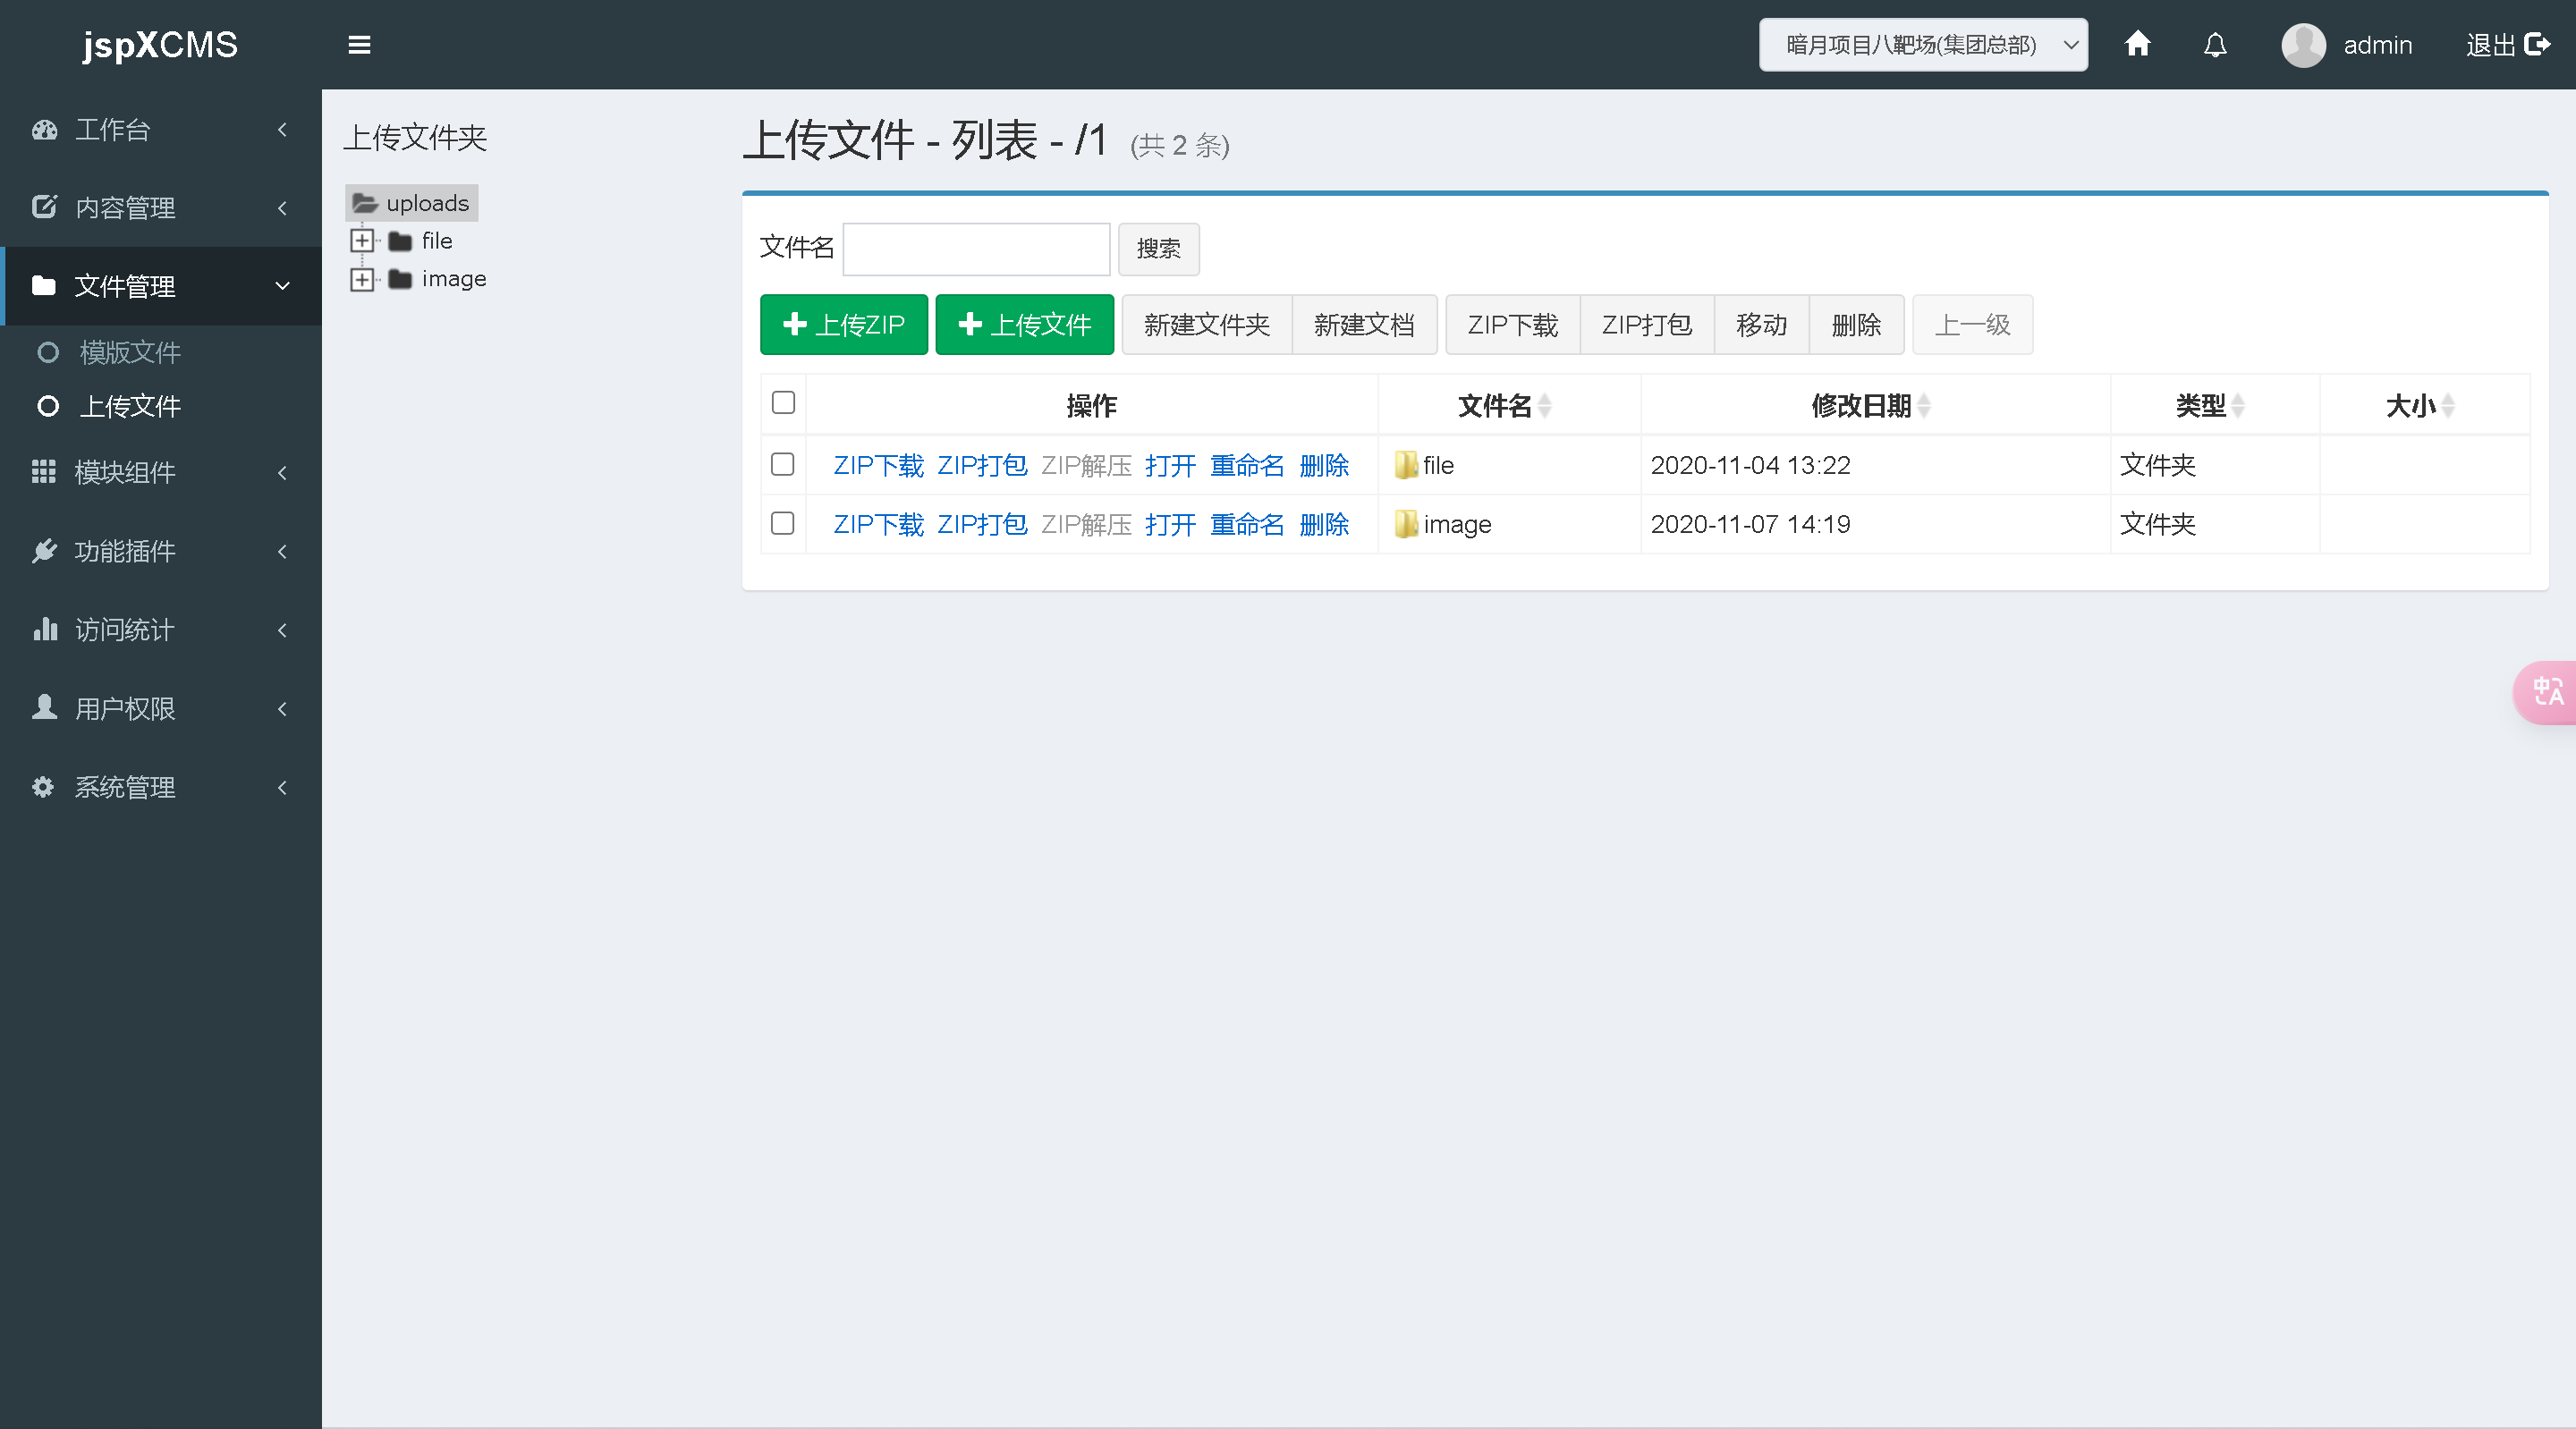 jspXCMS
暗月项目八靶场(集团总部)
admin
退出
工作台
内容管理
文件管理
模版文件
上传文件
模块组件
功能插件
访问统计
用户权限
系统管理
上传文件夹
uploads
file
image
上传文件 - 列表 - /1 (共 2 条)
文件名 搜索
上传ZIP 上传文件 新建文件夹 新建文档 ZIP下载 ZIP打包 移动 删除 上一级
操作 文件名 修改日期 类型 大小
ZIP下载 ZIP打包 ZIP解压 打开 重命名 删除 file 2020-11-04 13:22 文件夹
ZIP下载 ZIP打包 ZIP解压 打开 重命名 删除 image 2020-11-07 14:19 文件夹
中A